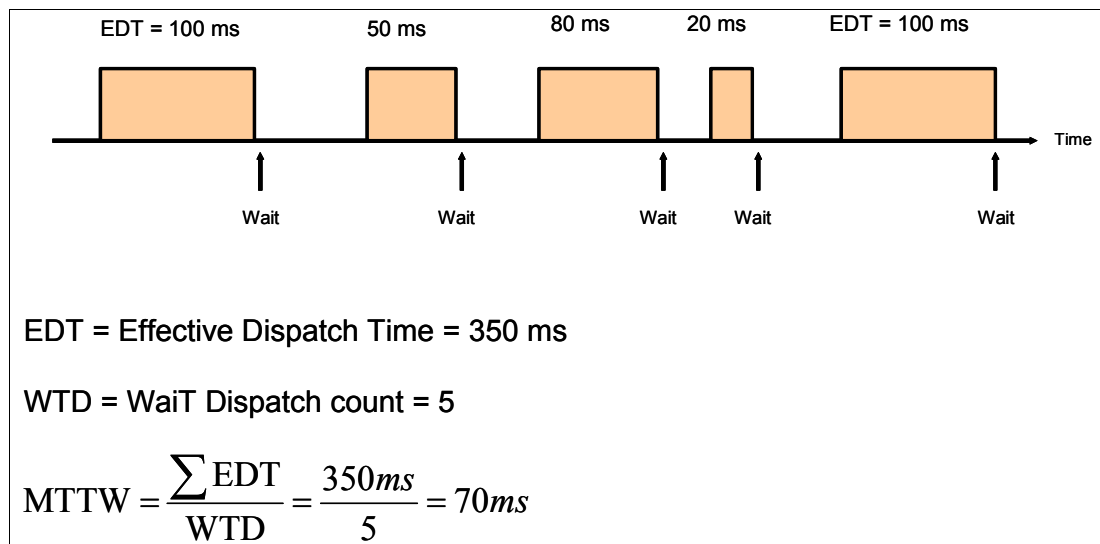 EDT = 100 ms 50 ms 80 ms 20 ms EDT = 100 ms
Time
Wait Wait Wait Wait Wait
EDT = Effective Dispatch Time = 350 ms
WTD = WaiT Dispatch count = 5
MTTW = ∑ EDT / WTD = 350ms / 5 = 70ms